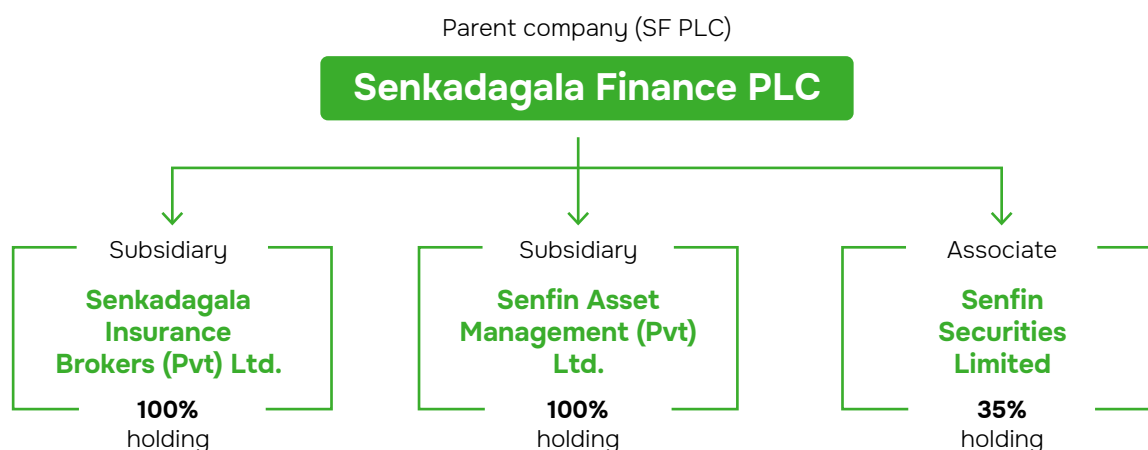 Parent company (SF PLC)
Senkadagala Finance PLC
Subsidiary
Senkadagala
Insurance
Brokers (Pvt) Ltd.
100%
holding
Subsidiary
Senfin Asset
Management (Pvt)
Ltd.
100%
holding
Associate
Senfin
Securities
Limited
35%
holding